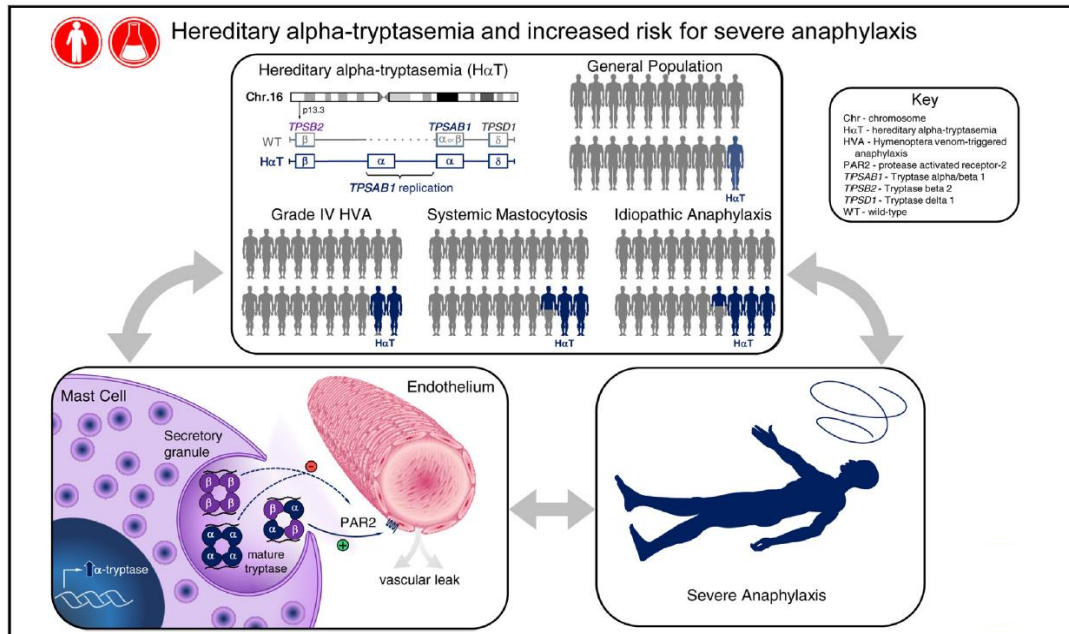 Hereditary alpha-tryptasemia and increased risk for severe anaphylaxis
Hereditary alpha-tryptasemia (HαT)
Chr.16
p13.3
TPSB2
TPSAB1
TPSD1
WT
β
α or β
δ
HαT
β
α
α
δ
TPSAB1 replication
General Population
HαT
Grade IV HVA
HαT
Systemic Mastocytosis
HαT
Idiopathic Anaphylaxis
HαT
Key
Chr - chromosome
HαT - hereditary alpha-tryptasemia
HVA - Hymenoptera venom-triggered
anaphylaxis
PAR2 - protease activated receptor-2
TPSAB1 - Tryptase alpha/beta 1
TPSB2 - Tryptase beta 2
TPSD1 - Tryptase delta 1
WT - wild-type
Mast Cell
Secretory
granule
β β
β β
α α
α α
β α
α β
mature
tryptase
α-tryptase
−
+
PAR2
Endothelium
vascular leak
Severe Anaphylaxis